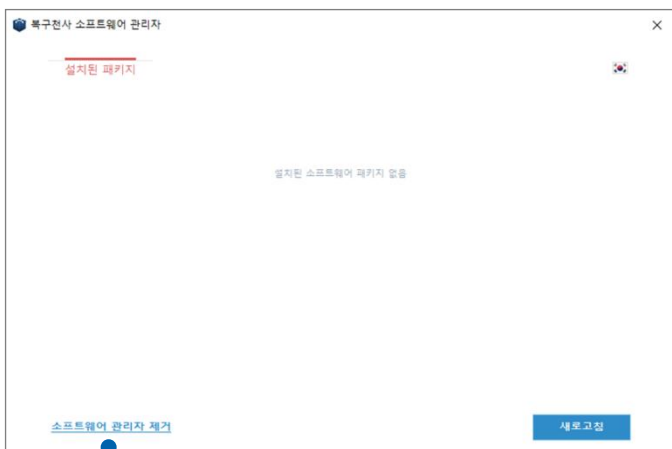 복구천사 소프트웨어 관리자
설치된 패키지
설치된 소프트웨어 패키지 없음
소프트웨어 관리자 제거
새로고침